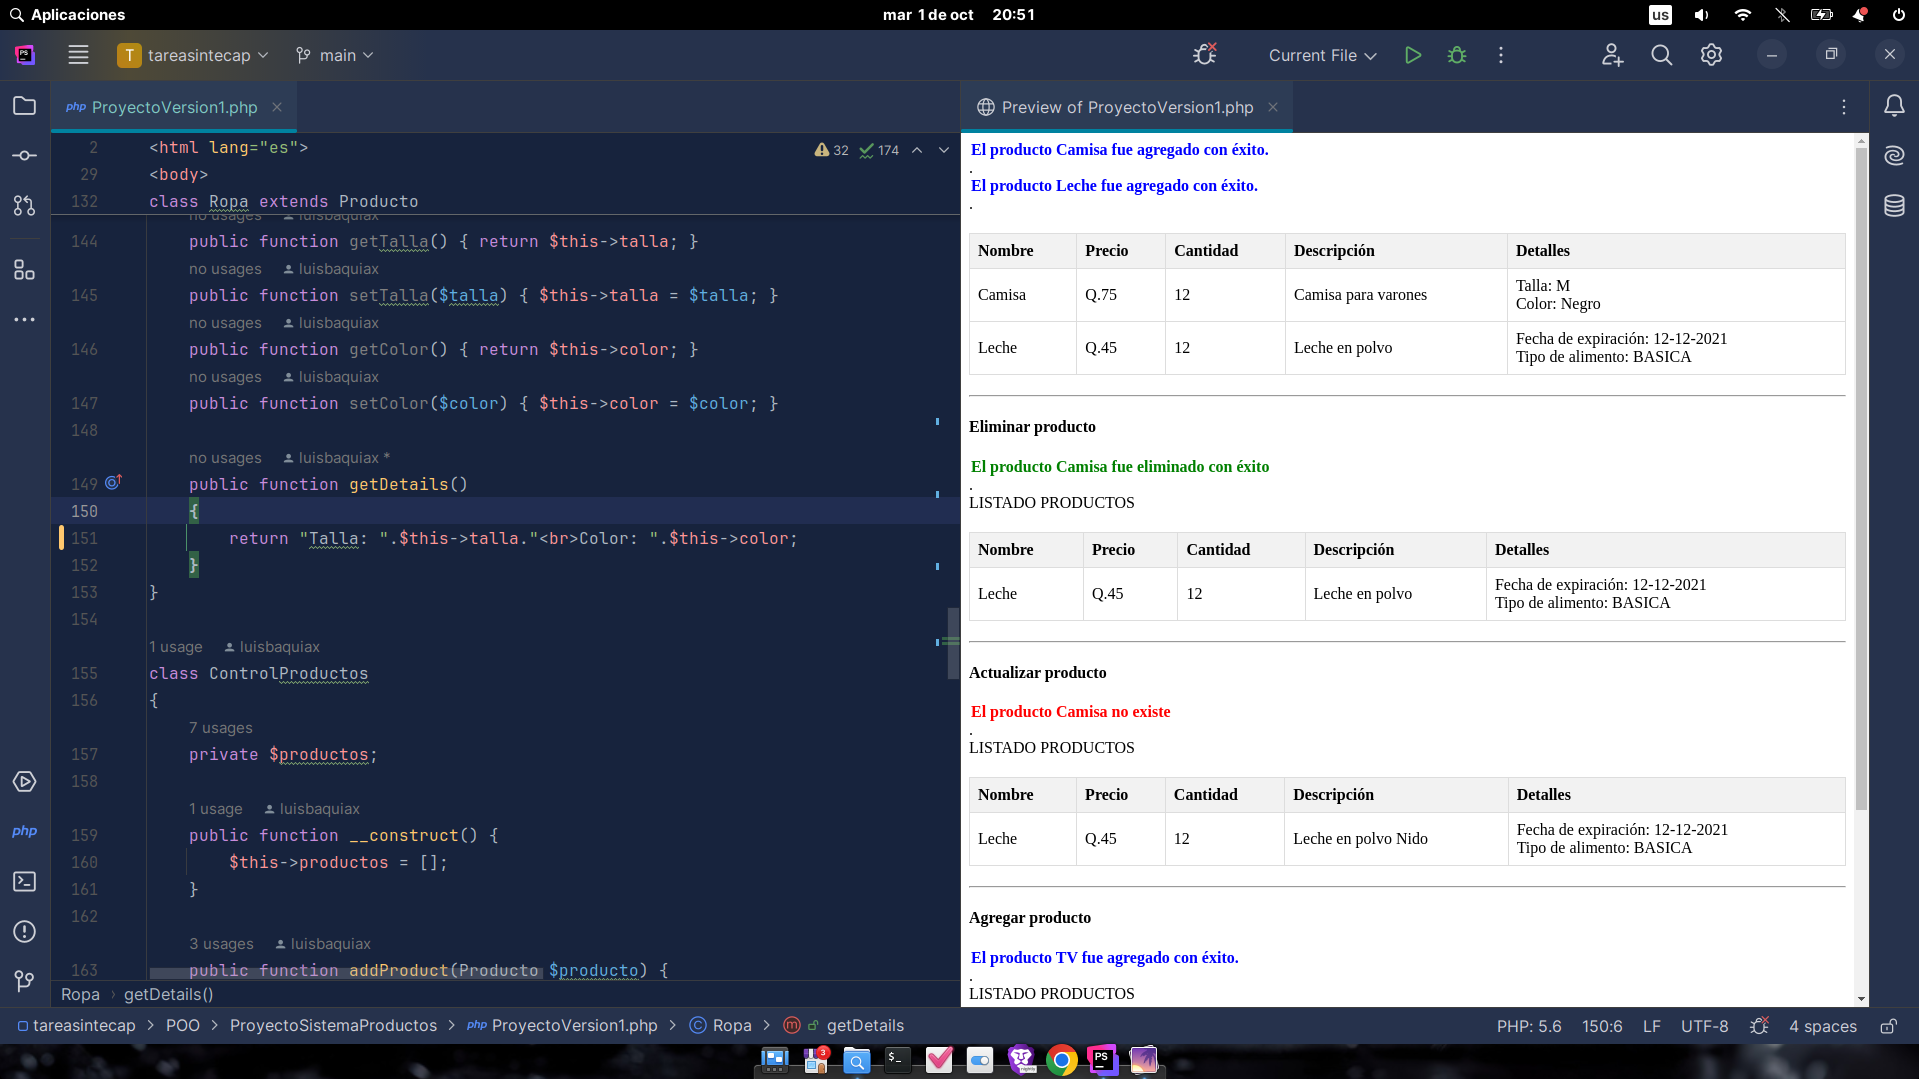 Aplicaciones
mar 1 de oct 20:51
us
PS
T tareasintecap
main
Current File
php ProyectoVersion1.php
Preview of ProyectoVersion1.php
2 <html lang="es">
32 174
29 <body>
132 class Ropa extends Producto
no usages luisbaquiax
144 public function getTalla() { return $this->talla; }
no usages luisbaquiax
145 public function setTalla($talla) { $this->talla = $talla; }
no usages luisbaquiax
146 public function getColor() { return $this->color; }
no usages luisbaquiax
147 public function setColor($color) { $this->color = $color; }
148
no usages luisbaquiax *
149 public function getDetails()
150 {
151 return "Talla: ".$this->talla."<br>Color: ".$this->color;
152 }
153 }
154
1 usage luisbaquiax
155 class ControlProductos
156 {
7 usages
157 private $productos;
158
1 usage luisbaquiax
159 public function __construct() {
160 $this->productos = [];
161 }
162
3 usages luisbaquiax
163 public function addProduct(Producto $producto) {
Ropa › getDetails()
El producto Camisa fue agregado con éxito.
.
El producto Leche fue agregado con éxito.
.
Nombre Precio Cantidad Descripción Detalles
Camisa Q.75 12 Camisa para varones Talla: M
Color: Negro
Leche Q.45 12 Leche en polvo Fecha de expiración: 12-12-2021
Tipo de alimento: BASICA
Eliminar producto
El producto Camisa fue eliminado con éxito
.
LISTADO PRODUCTOS
Nombre Precio Cantidad Descripción Detalles
Leche Q.45 12 Leche en polvo Fecha de expiración: 12-12-2021
Tipo de alimento: BASICA
Actualizar producto
El producto Camisa no existe
.
LISTADO PRODUCTOS
Nombre Precio Cantidad Descripción Detalles
Leche Q.45 12 Leche en polvo Nido Fecha de expiración: 12-12-2021
Tipo de alimento: BASICA
Agregar producto
El producto TV fue agregado con éxito.
.
LISTADO PRODUCTOS
php
tareasintecap > POO > ProyectoSistemaProductos > php ProyectoVersion1.php > C Ropa > m getDetails
PHP: 5.6 150:6 LF UTF-8 4 spaces
3
PS